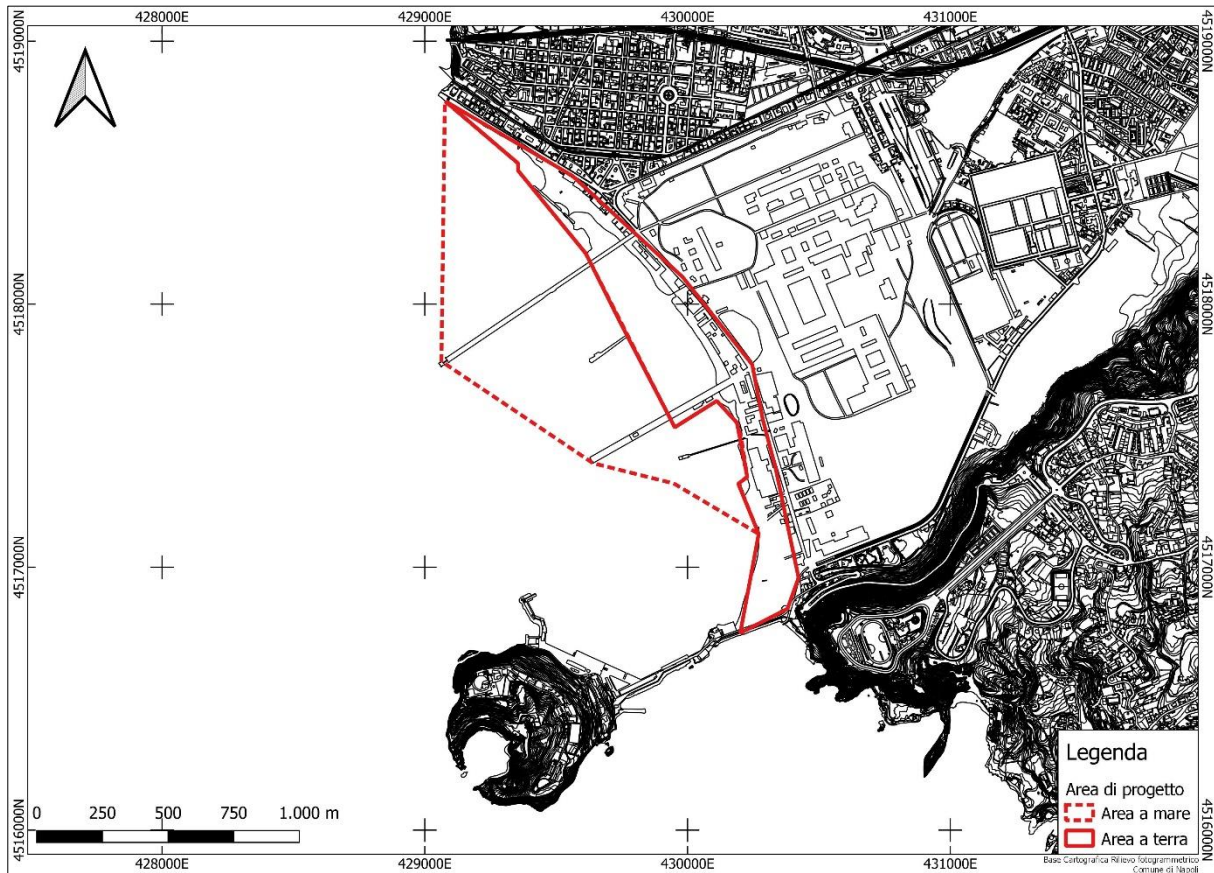 428000E 429000E 430000E 431000E
4519000N 4519000N
4518000N 4518000N
4517000N 4517000N
4516000N 4516000N
0 250 500 750 1.000 m
Legenda
Area di progetto
Area a mare
Area a terra
Base Cartografica Rilievo fotogrammetrico
Comune di Napoli
428000E 429000E 430000E 431000E